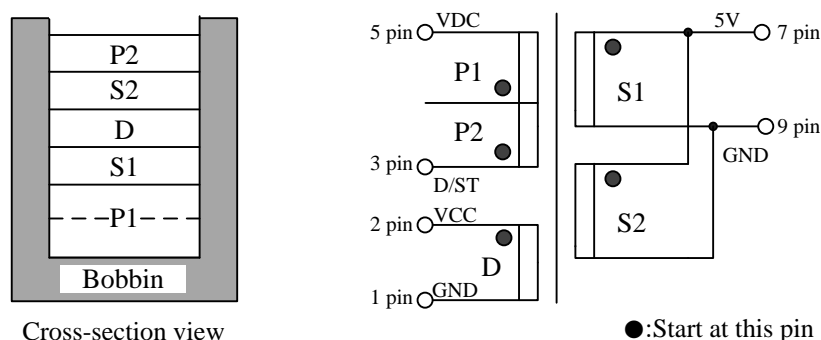 P2
S2
D
S1
P1
Bobbin
Cross-section view
5 pin VDC
P1
P2
3 pin
D/ST
2 pin VCC
D
1 pin GND
5V 7 pin
S1
9 pin
GND
S2
:Start at this pin